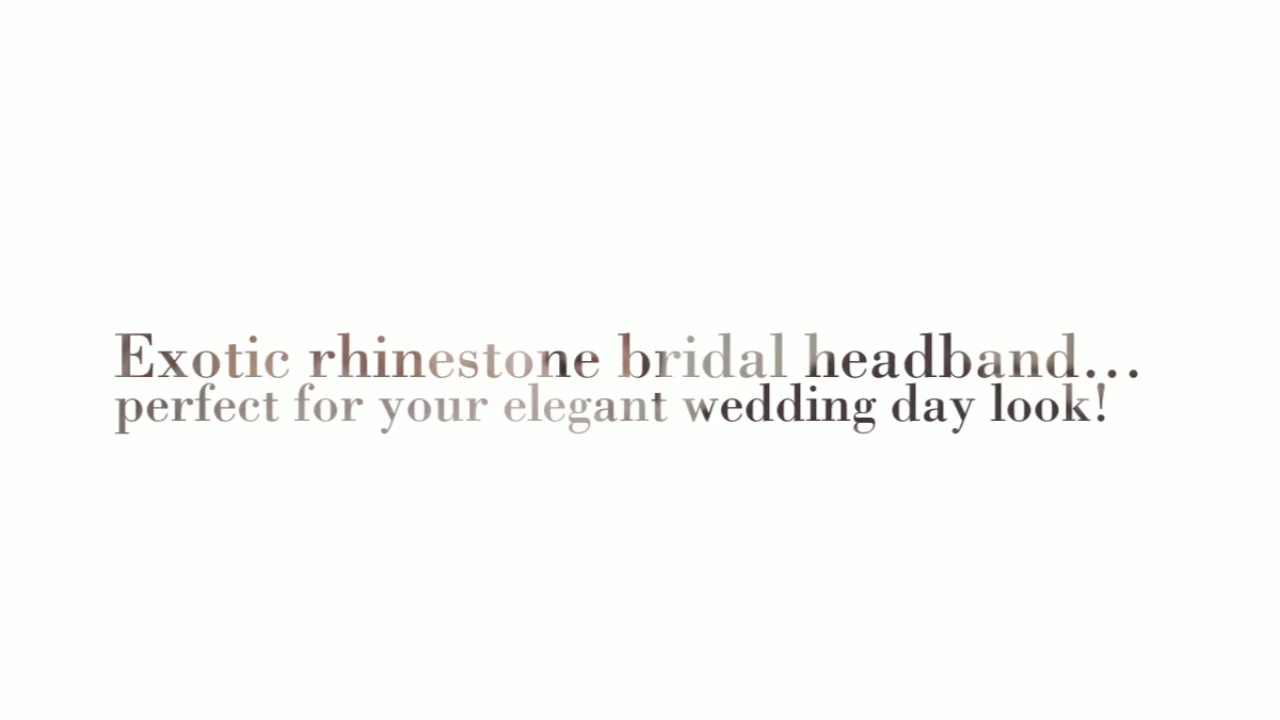 Exotic rhinestone bridal headband...
perfect for your elegant wedding day look!